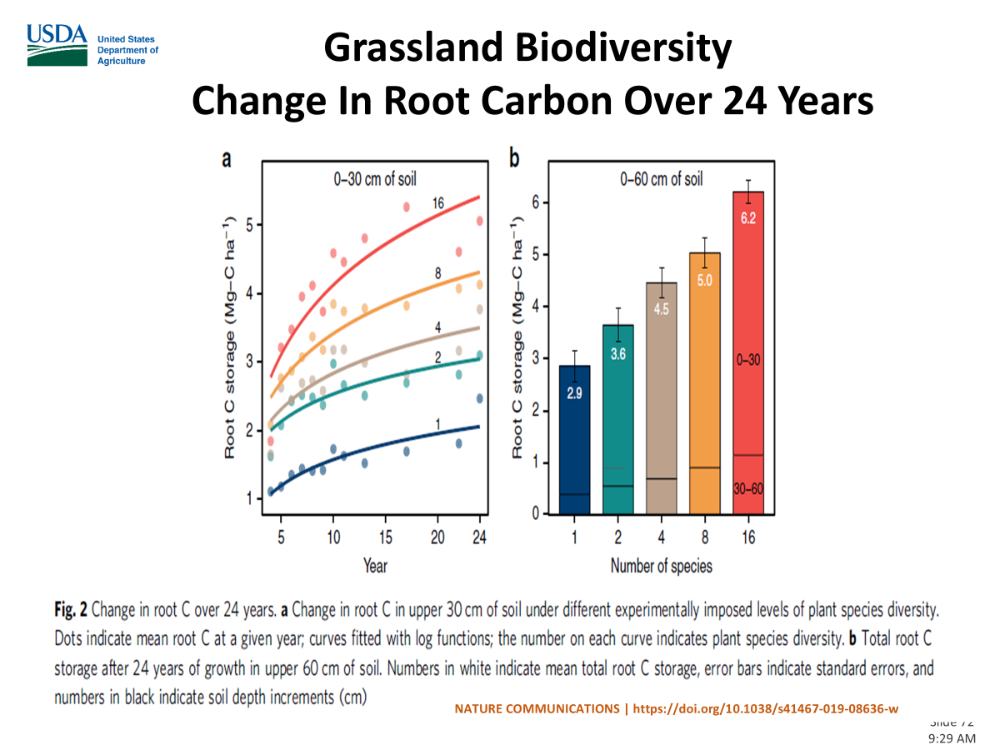 USDA
United States
Department of
Agriculture
Grassland Biodiversity
Change In Root Carbon Over 24 Years
a
0–30 cm of soil
Root C storage (Mg–C ha⁻¹)
5
4
3
2
1
16
8
4
2
1
5
10
15
20
24
Year
b
0–60 cm of soil
Root C storage (Mg–C ha⁻¹)
6
5
4
3
2
1
0
2.9
3.6
4.5
5.0
6.2
0–30
30–60
1
2
4
8
16
Number of species
Fig. 2 Change in root C over 24 years. a Change in root C in upper 30 cm of soil under different experimentally imposed levels of plant species diversity.
Dots indicate mean root C at a given year; curves fitted with log functions; the number on each curve indicates plant species diversity. b Total root C
storage after 24 years of growth in upper 60 cm of soil. Numbers in white indicate mean total root C storage, error bars indicate standard errors, and
numbers in black indicate soil depth increments (cm)
NATURE COMMUNICATIONS | https://doi.org/10.1038/s41467-019-08636-w
Slide 72
9:29 AM